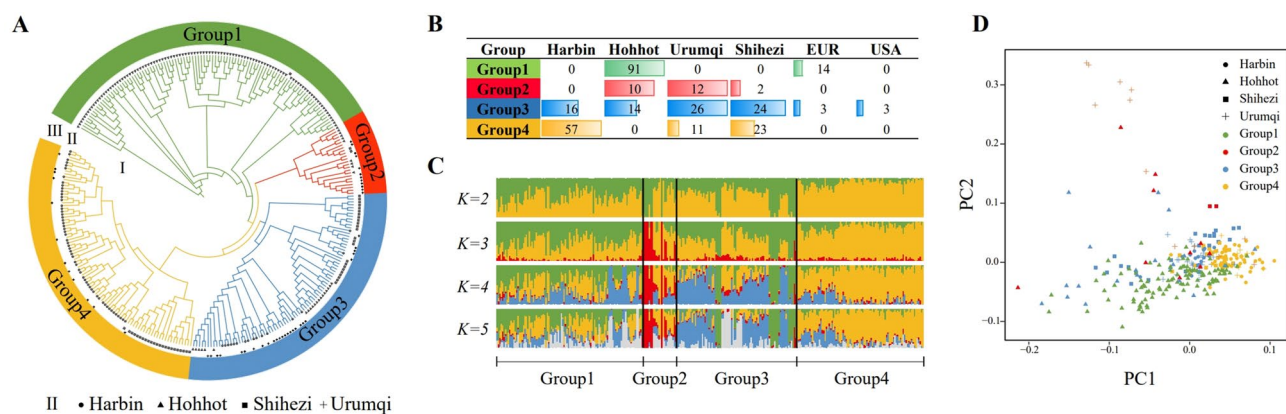 A
Group1
Group2
Group3
Group4
III
II
I
II • Harbin ▲ Hohhot ■ Shihezi + Urumqi
B
Group Harbin Hohhot Urumqi Shihezi EUR USA
Group1 0 91 0 0 14 0
Group2 0 10 12 2 0 0
Group3 16 14 26 24 3 3
Group4 57 0 11 23 0 0
C
K=2
K=3
K=4
K=5
Group1 Group2 Group3 Group4
D
PC2
0.3
0.2
0.1
0.0
−0.1
−0.2 −0.1 0.0 0.1
PC1
Harbin
Hohhot
Shihezi
Urumqi
Group1
Group2
Group3
Group4